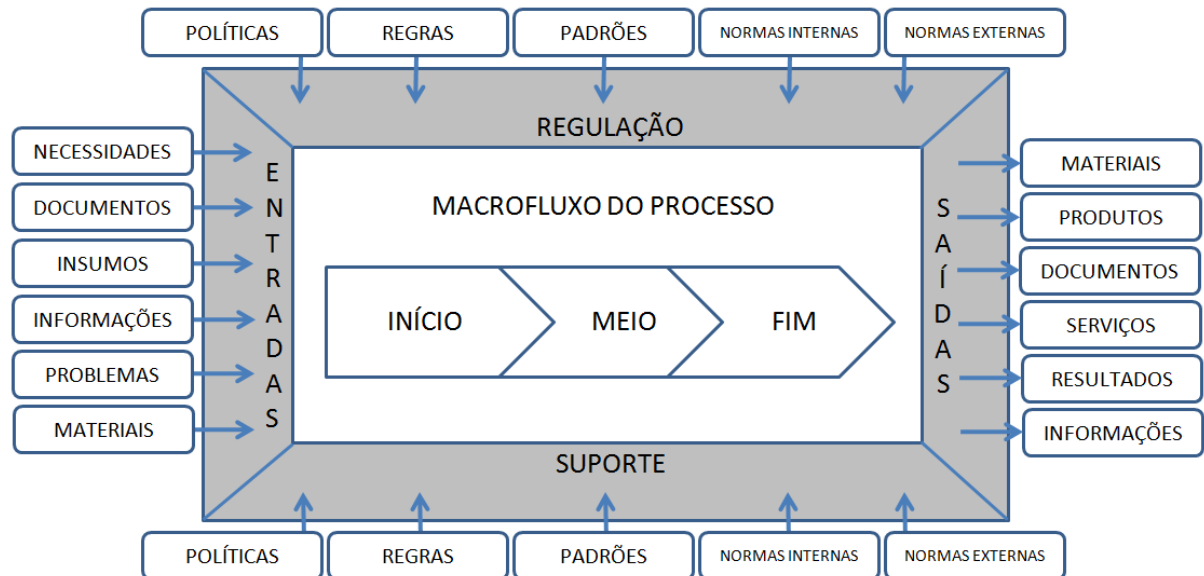 POLÍTICAS
REGRAS
PADRÕES
NORMAS INTERNAS
NORMAS EXTERNAS
REGULAÇÃO
NECESSIDADES
DOCUMENTOS
INSUMOS
INFORMAÇÕES
PROBLEMAS
MATERIAIS
ENTRADAS
MACROFLUXO DO PROCESSO
INÍCIO
MEIO
FIM
SAÍDAS
MATERIAIS
PRODUTOS
DOCUMENTOS
SERVIÇOS
RESULTADOS
INFORMAÇÕES
SUPORTE
POLÍTICAS
REGRAS
PADRÕES
NORMAS INTERNAS
NORMAS EXTERNAS